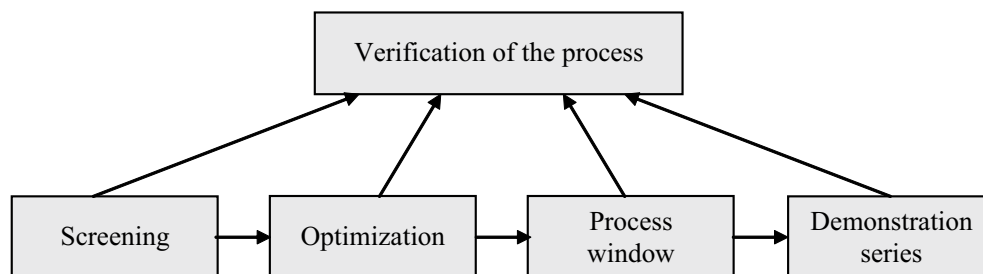 Verification of the process
Screening
Optimization
Process
window
Demonstration
series